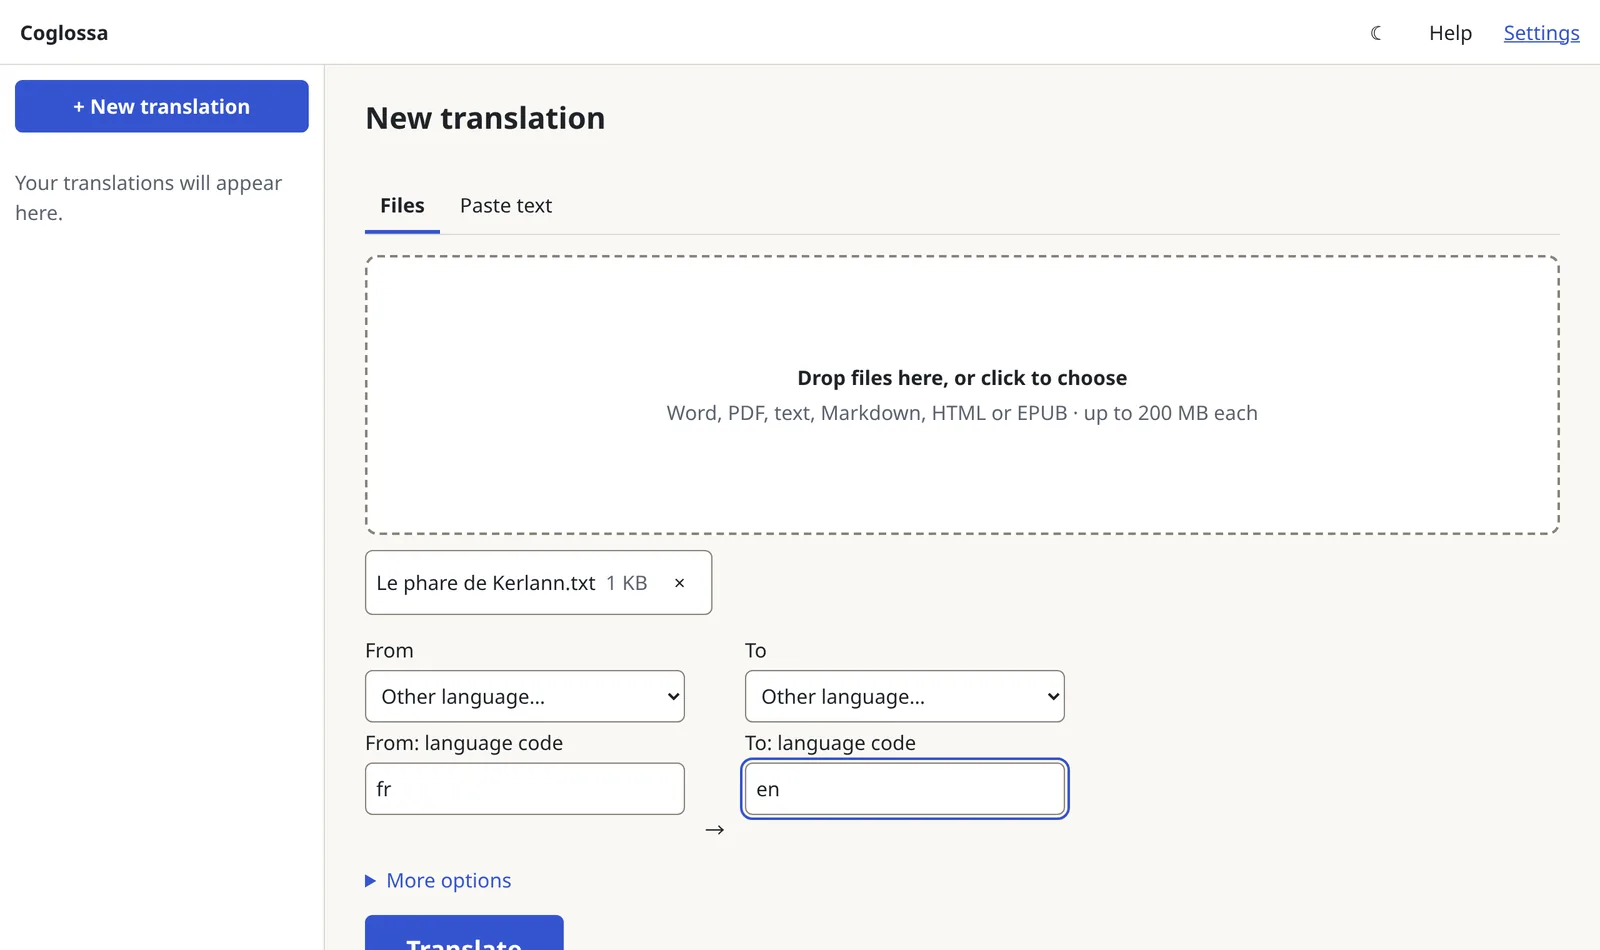 Coglossa
☾
Help
Settings
+ New translation
Your translations will appear
here.
New translation
Files
Paste text
Drop files here, or click to choose
Word, PDF, text, Markdown, HTML or EPUB · up to 200 MB each
Le phare de Kerlann.txt 1 KB ×
From
To
Other language...
Other language...
From: language code
To: language code
fr
en
→
▶ More options
Translate